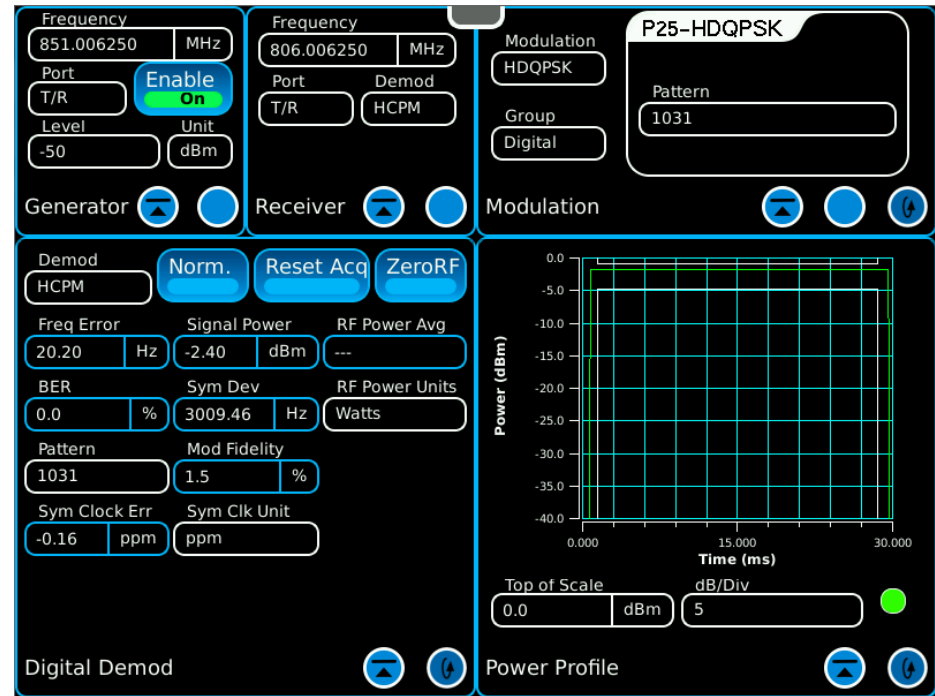 Frequency
851.006250 MHz
Port
T/R
Enable
On
Level Unit
-50 dBm
Generator
Frequency
806.006250 MHz
Port Demod
T/R HCPM
Receiver
Modulation
HDQPSK
Group
Digital
P25-HDQPSK
Pattern
1031
Modulation
Demod
HCPM
Norm. Reset Acq ZeroRF
Freq Error Signal Power RF Power Avg
20.20 Hz -2.40 dBm ---
BER Sym Dev RF Power Units
0.0 % 3009.46 Hz Watts
Pattern Mod Fidelity
1031 1.5 %
Sym Clock Err Sym Clk Unit
-0.16 ppm ppm
Digital Demod
0.0
-5.0
-10.0
-15.0
-20.0
-25.0
-30.0
-35.0
-40.0
Power (dBm)
0.000 15.000 30.000
Time (ms)
Top of Scale dB/Div
0.0 dBm 5
Power Profile